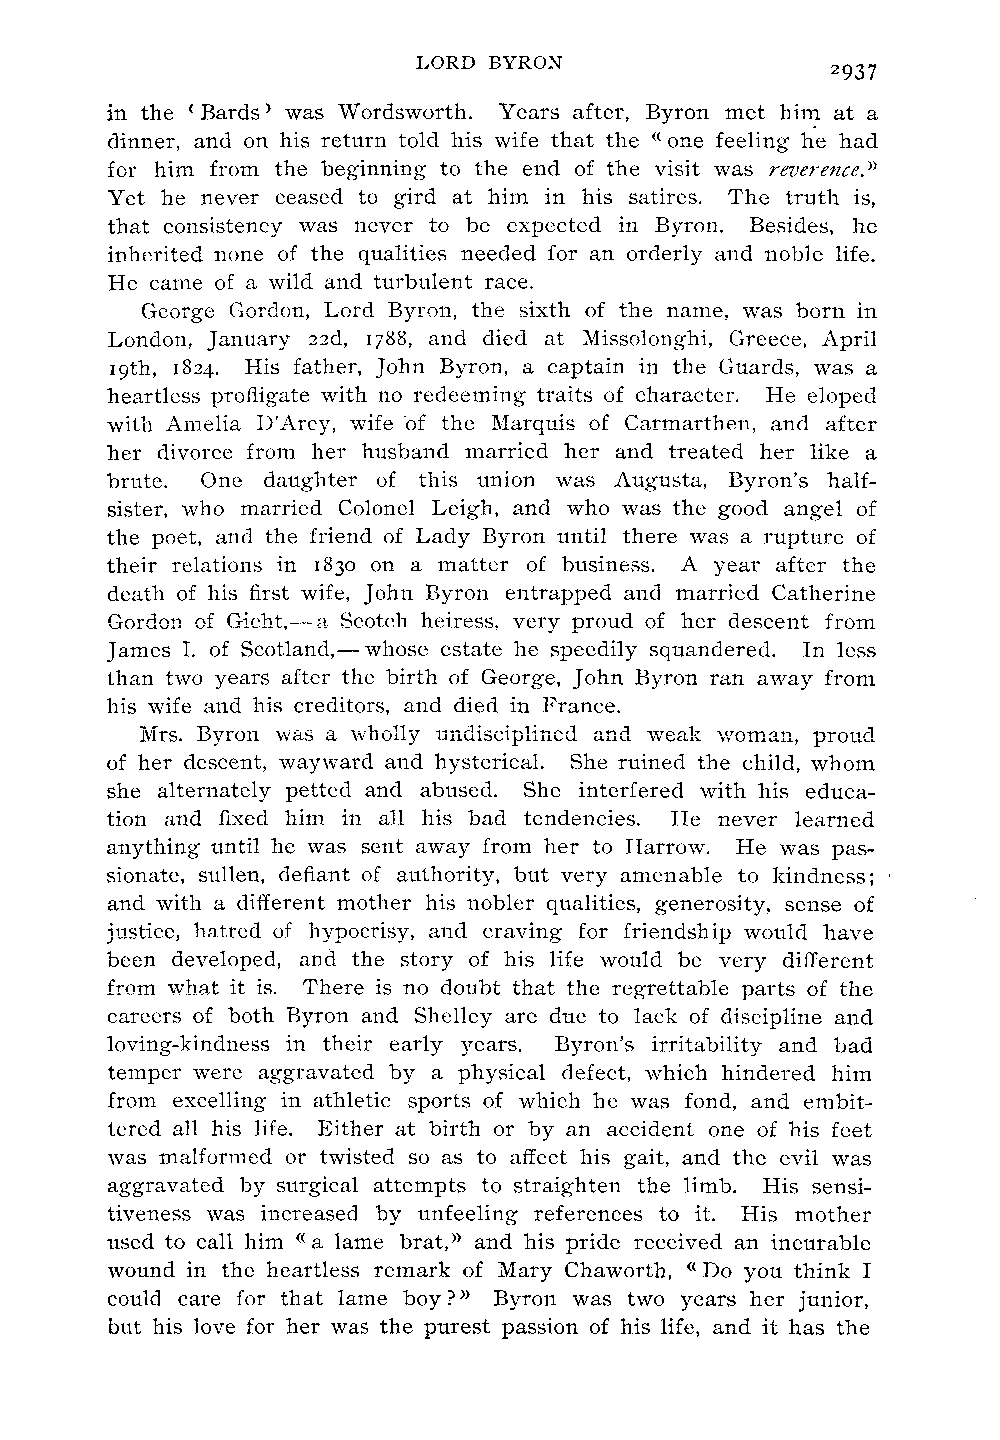 LORD BYRON
2937
in the ‘Bards’ was Wordsworth. Years after, Byron met him at a
dinner, and on his return told his wife that the “one feeling he had
for him from the beginning to the end of the visit was reverence.”
Yet he never ceased to gird at him in his satires. The truth is,
that consistency was never to be expected in Byron. Besides, he
inherited none of the qualities needed for an orderly and noble life.
He came of a wild and turbulent race.
George Gordon, Lord Byron, the sixth of the name, was born in
London, January 22d, 1788, and died at Missolonghi, Greece, April
19th, 1824. His father, John Byron, a captain in the Guards, was a
heartless profligate with no redeeming traits of character. He eloped
with Amelia D'Arcy, wife of the Marquis of Carmarthen, and after
her divorce from her husband married her and treated her like a
brute. One daughter of this union was Augusta, Byron's half-
sister, who married Colonel Leigh, and who was the good angel of
the poet, and the friend of Lady Byron until there was a rupture of
their relations in 1830 on a matter of business. A year after the
death of his first wife, John Byron entrapped and married Catherine
Gordon of Gicht,—a Scotch heiress, very proud of her descent from
James I. of Scotland,—whose estate he speedily squandered. In less
than two years after the birth of George, John Byron ran away from
his wife and his creditors, and died in France.
Mrs. Byron was a wholly undisciplined and weak woman, proud
of her descent, wayward and hysterical. She ruined the child, whom
she alternately petted and abused. She interfered with his educa-
tion and fixed him in all his bad tendencies. He never learned
anything until he was sent away from her to Harrow. He was pas-
sionate, sullen, defiant of authority, but very amenable to kindness;
and with a different mother his nobler qualities, generosity, sense of
justice, hatred of hypocrisy, and craving for friendship would have
been developed, and the story of his life would be very different
from what it is. There is no doubt that the regrettable parts of the
careers of both Byron and Shelley are due to lack of discipline and
loving-kindness in their early years. Byron's irritability and bad
temper were aggravated by a physical defect, which hindered him
from excelling in athletic sports of which he was fond, and embit-
tered all his life. Either at birth or by an accident one of his feet
was malformed or twisted so as to affect his gait, and the evil was
aggravated by surgical attempts to straighten the limb. His sensi-
tiveness was increased by unfeeling references to it. His mother
used to call him “a lame brat,” and his pride received an incurable
wound in the heartless remark of Mary Chaworth, “Do you think I
could care for that lame boy?” Byron was two years her junior,
but his love for her was the purest passion of his life, and it has the